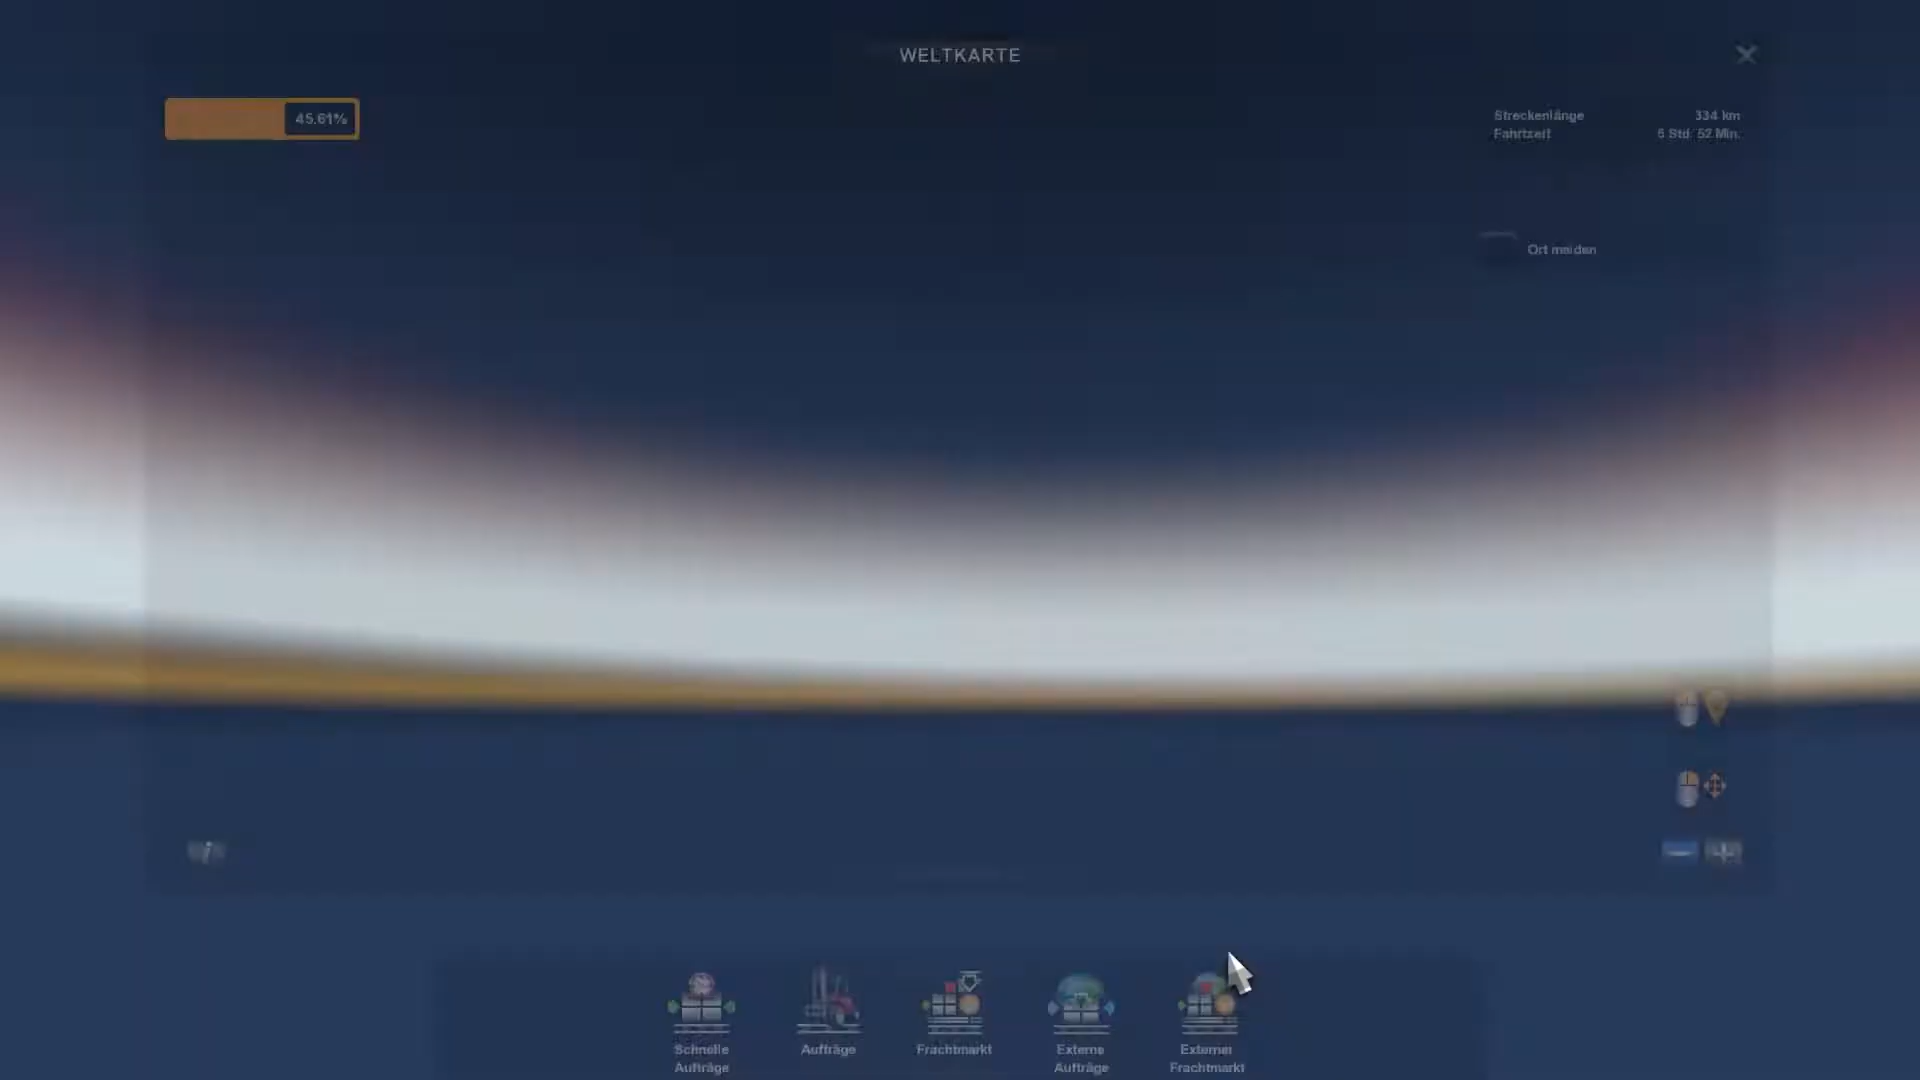 WELTKARTE
45.61%
Streckenlänge 334 km
Fahrtzeit 5 Std. 52 Min.
Ort meiden
Schnelle Aufträge
Aufträge
Frachtmarkt
Externe Aufträge
Externer Frachtmarkt